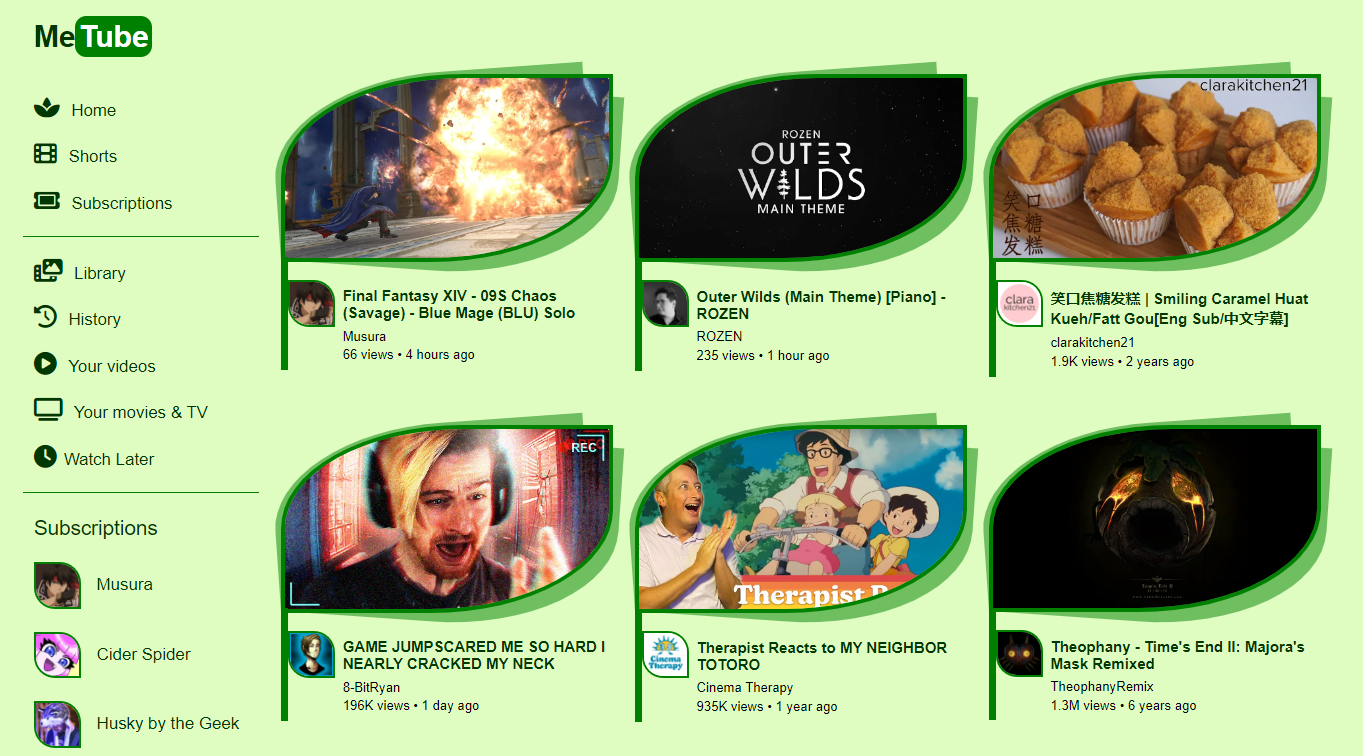 MeTube
Home
Shorts
Subscriptions
Library
History
Your videos
Your movies & TV
Watch Later
Subscriptions
Musura
Cider Spider
Husky by the Geek
Final Fantasy XIV - 09S Chaos
(Savage) - Blue Mage (BLU) Solo
Musura
66 views • 4 hours ago
ROZEN
OUTER
WILDS
MAIN THEME
Outer Wilds (Main Theme) [Piano] -
ROZEN
ROZEN
235 views • 1 hour ago
clarakitchen21
笑口
焦糖
发糕
clara
kitchen21
笑口焦糖发糕 | Smiling Caramel Huat
Kueh/Fatt Gou[Eng Sub/中文字幕]
clarakitchen21
1.9K views • 2 years ago
REC
GAME JUMPSCARED ME SO HARD I
NEARLY CRACKED MY NECK
8-BitRyan
196K views • 1 day ago
Therapist
Cinema
Therapy
Therapist Reacts to MY NEIGHBOR
TOTORO
Cinema Therapy
935K views • 1 year ago
Theophany - Time's End II: Majora's
Mask Remixed
TheophanyRemix
1.3M views • 6 years ago